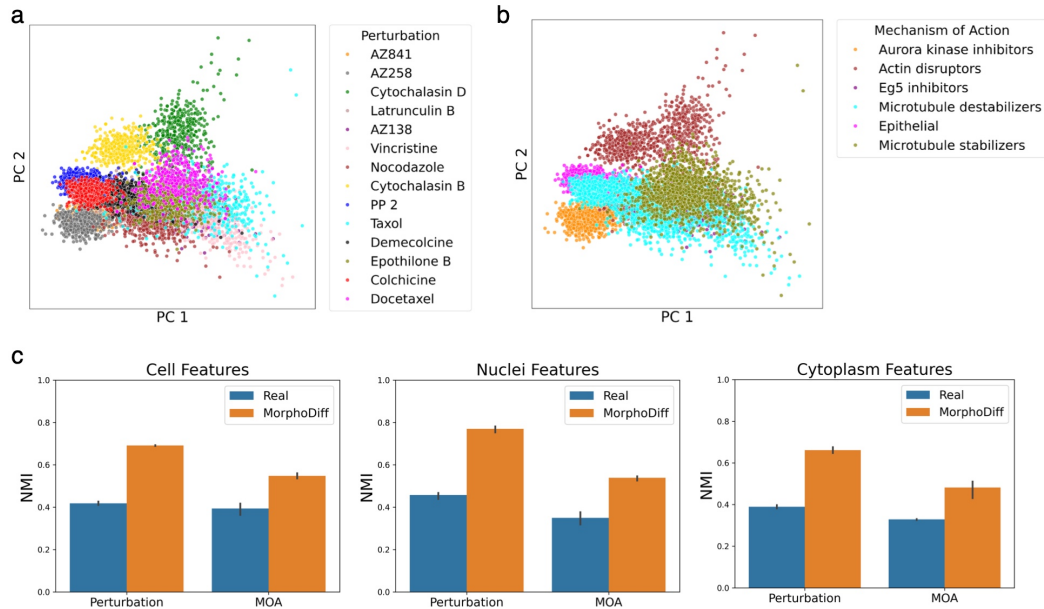 a
PC 2
PC 1
Perturbation
AZ841
AZ258
Cytochalasin D
Latrunculin B
AZ138
Vincristine
Nocodazole
Cytochalasin B
PP 2
Taxol
Demecolcine
Epothilone B
Colchicine
Docetaxel
b
PC 2
PC 1
Mechanism of Action
Aurora kinase inhibitors
Actin disruptors
Eg5 inhibitors
Microtubule destabilizers
Epithelial
Microtubule stabilizers
c
Cell Features
Real
MorphoDiff
NMI
1.0
0.8
0.6
0.4
0.2
0.0
Perturbation
MOA
Nuclei Features
Real
MorphoDiff
NMI
1.0
0.8
0.6
0.4
0.2
0.0
Perturbation
MOA
Cytoplasm Features
Real
MorphoDiff
NMI
1.0
0.8
0.6
0.4
0.2
0.0
Perturbation
MOA